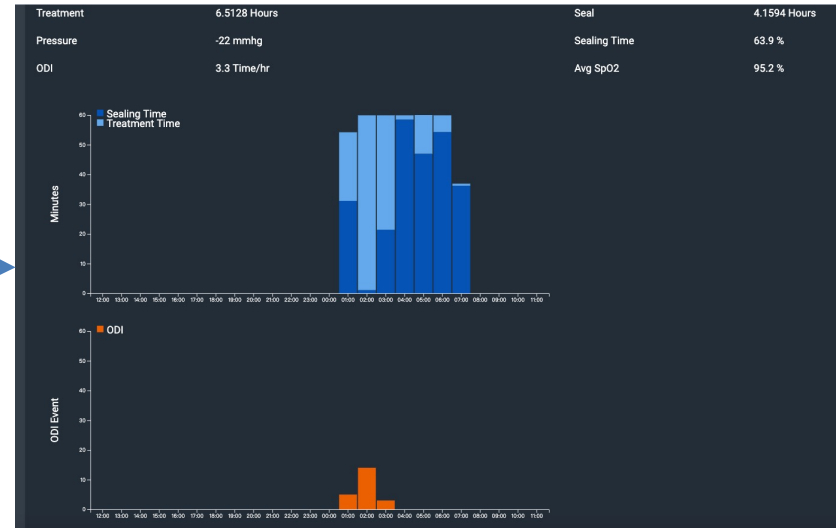 Treatment 6.5128 Hours Seal 4.1594 Hours
Pressure -22 mmhg Sealing Time 63.9 %
ODI 3.3 Time/hr Avg SpO2 95.2 %
Sealing Time
Treatment Time
Minutes
60
50
40
30
20
10
0
12:00 13:00 14:00 15:00 16:00 17:00 18:00 19:00 20:00 21:00 22:00 23:00 00:00 01:00 02:00 03:00 04:00 05:00 06:00 07:00 08:00 09:00 10:00 11:00
ODI
ODI Event
60
50
40
30
20
10
0
12:00 13:00 14:00 15:00 16:00 17:00 18:00 19:00 20:00 21:00 22:00 23:00 00:00 01:00 02:00 03:00 04:00 05:00 06:00 07:00 08:00 09:00 10:00 11:00